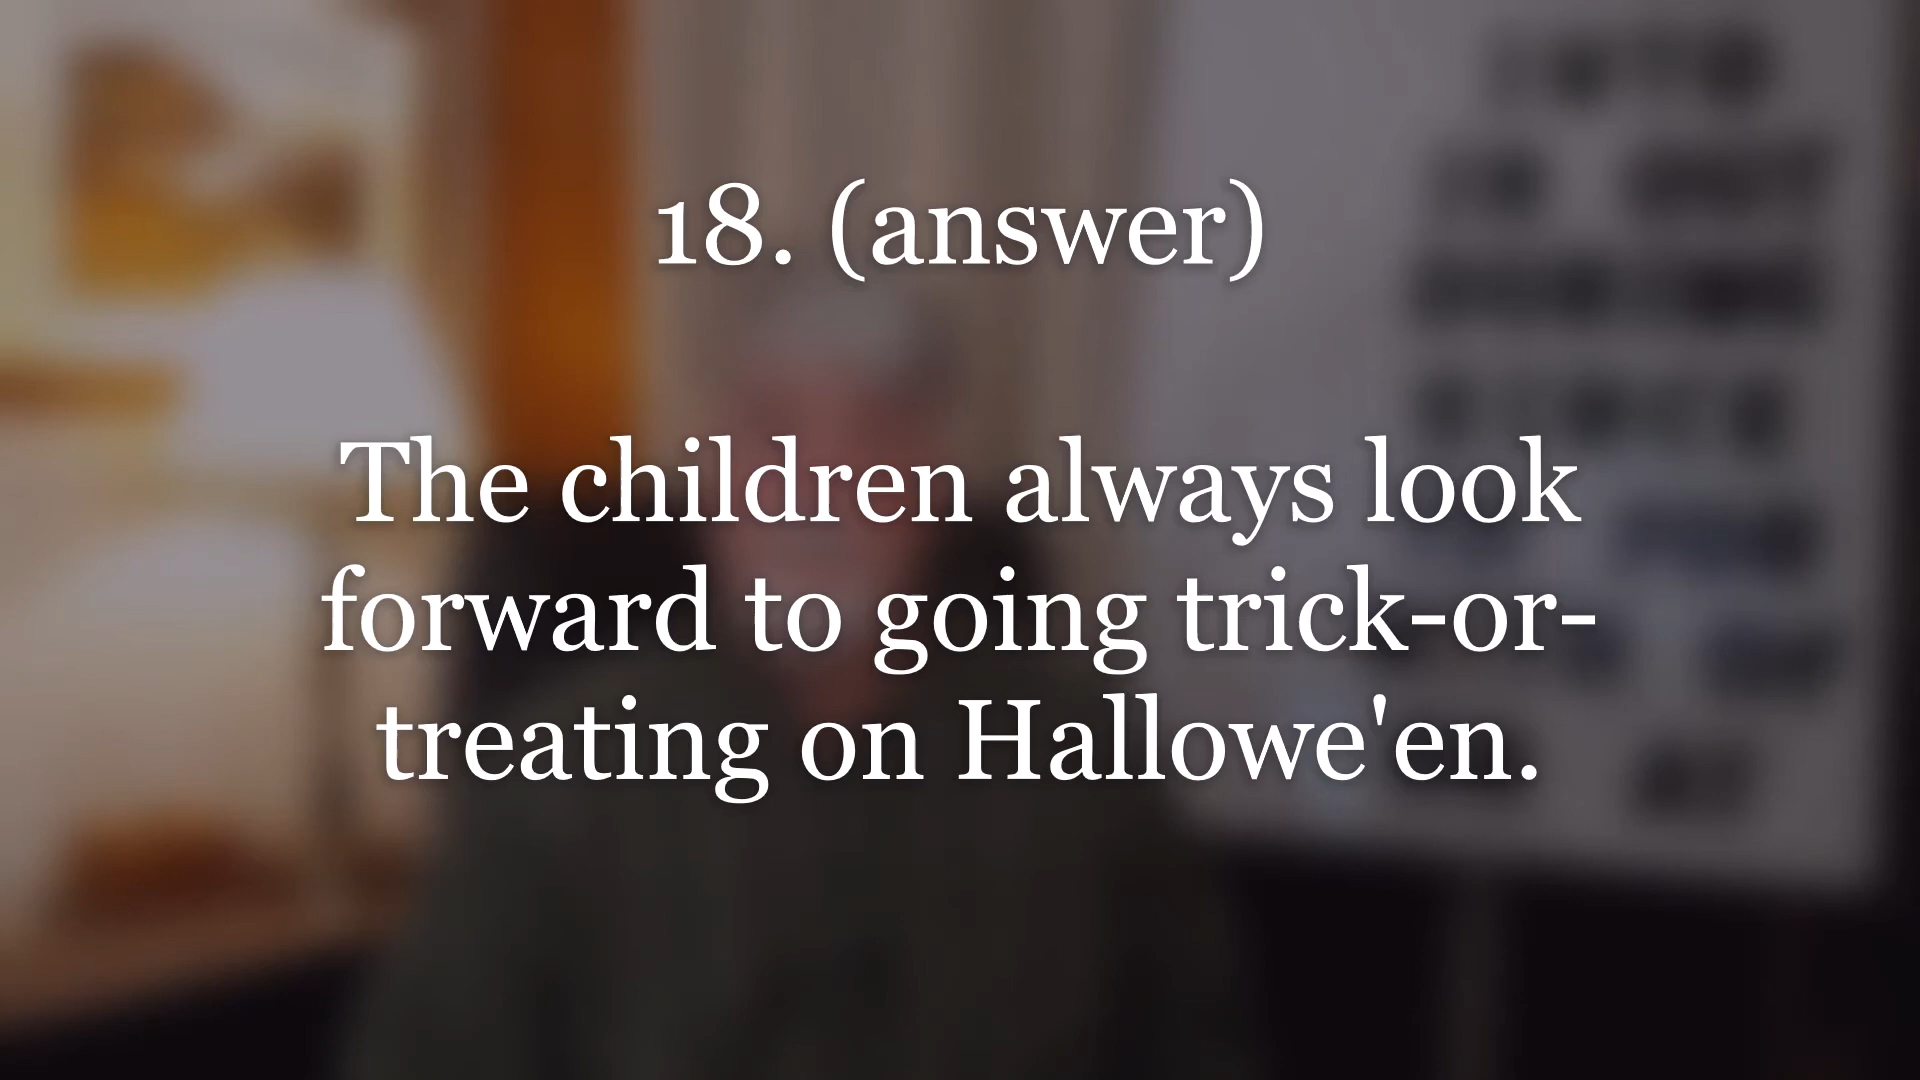 18. (answer)
The children always look
forward to going trick-or-
treating on Hallowe'en.